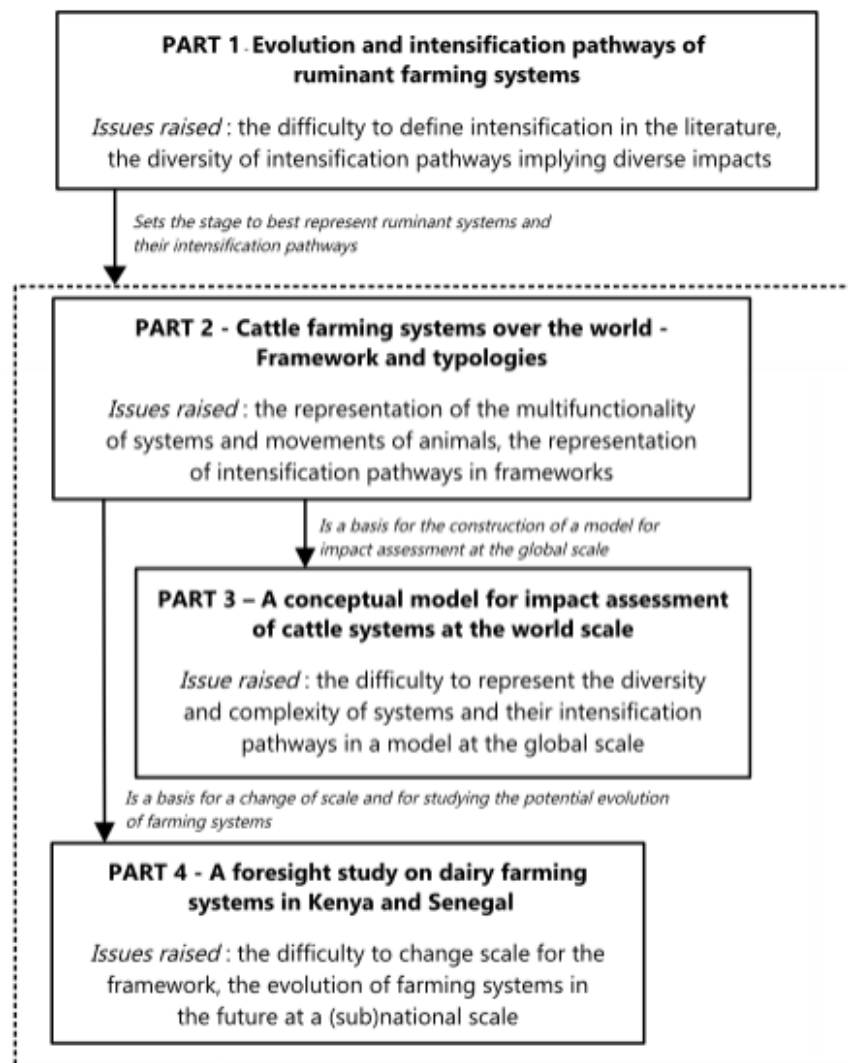 PART 1 - Evolution and intensification pathways of
ruminant farming systems
Issues raised : the difficulty to define intensification in the literature,
the diversity of intensification pathways implying diverse impacts
Sets the stage to best represent ruminant systems and
their intensification pathways
PART 2 - Cattle farming systems over the world -
Framework and typologies
Issues raised : the representation of the multifunctionality
of systems and movements of animals, the representation
of intensification pathways in frameworks
Is a basis for the construction of a model for
impact assessment at the global scale
PART 3 – A conceptual model for impact assessment
of cattle systems at the world scale
Issue raised : the difficulty to represent the diversity
and complexity of systems and their intensification
pathways in a model at the global scale
Is a basis for a change of scale and for studying the potential evolution
of farming systems
PART 4 - A foresight study on dairy farming
systems in Kenya and Senegal
Issues raised : the difficulty to change scale for the
framework, the evolution of farming systems in
the future at a (sub)national scale